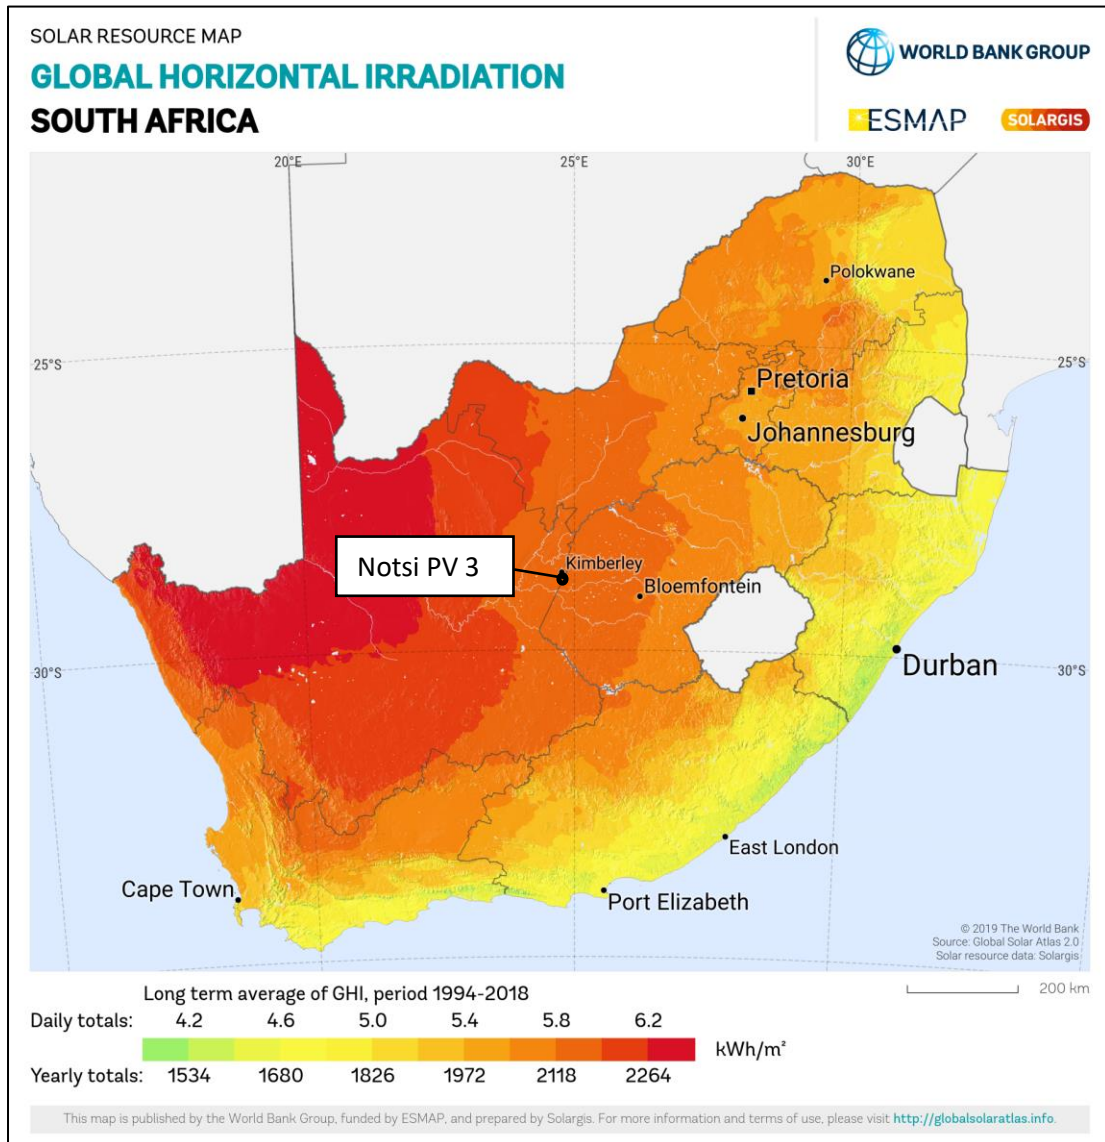 SOLAR RESOURCE MAP
GLOBAL HORIZONTAL IRRADIATION
SOUTH AFRICA
WORLD BANK GROUP
ESMAP
SOLARGIS
20°E
25°E
30°E
Polokwane
25°S
25°S
Pretoria
Johannesburg
Notsi PV 3
Kimberley
Bloemfontein
Durban
30°S
30°S
East London
Cape Town
Port Elizabeth
© 2019 The World Bank
Source: Global Solar Atlas 2.0
Solar resource data: Solargis
200 km
Long term average of GHI, period 1994-2018
Daily totals: 4.2 4.6 5.0 5.4 5.8 6.2
kWh/m²
Yearly totals: 1534 1680 1826 1972 2118 2264
This map is published by the World Bank Group, funded by ESMAP, and prepared by Solargis. For more information and terms of use, please visit http://globalsolaratlas.info.